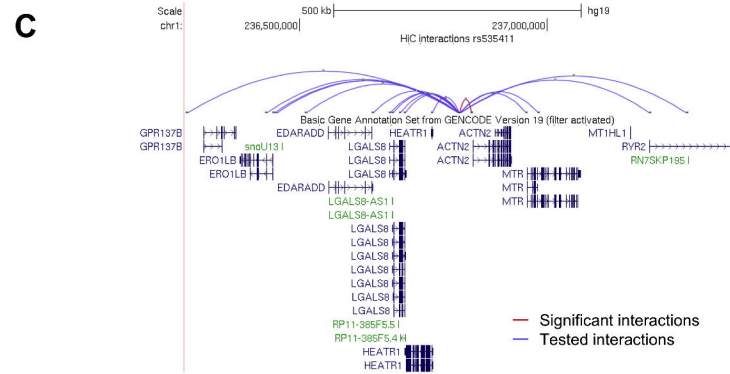 C
Scale 500 kb hg19
chr1: 236,500,000 237,000,000
HiC interactions rs535411
Basic Gene Annotation Set from GENCODE Version 19 (filter activated)
GPR137B EDARADD HEATR1 ACTN2 MT1HL1
GPR137B snoU13 LGALS8 ACTN2 RYR2
ERO1LB LGALS8 ACTN2 RN7SKP195
ERO1LB LGALS8 MTR
EDARADD MTR
LGALS8-AS1 MTR
LGALS8-AS1
LGALS8
LGALS8
LGALS8
LGALS8
LGALS8
LGALS8
LGALS8
RP11-385F5.5
RP11-385F5.4
HEATR1
HEATR1
Significant interactions
Tested interactions